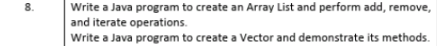 8. Write a Java program to create an Array List and perform add, remove,
and iterate operations.
Write a Java program to create a Vector and demonstrate its methods.